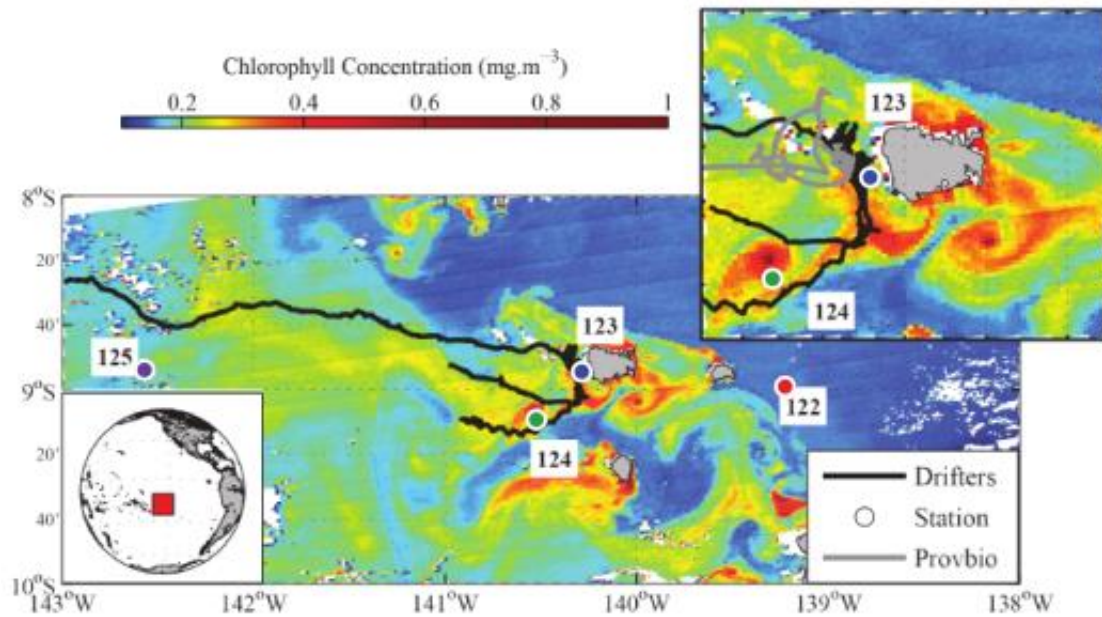 Chlorophyll Concentration (mg.m⁻³)
0.2 0.4 0.6 0.8 1
123
124
8°S
20'
40'
9°S
20'
40'
10°S
125
123
124
122
Drifters
Station
Provbio
143°W 142°W 141°W 140°W 139°W 138°W